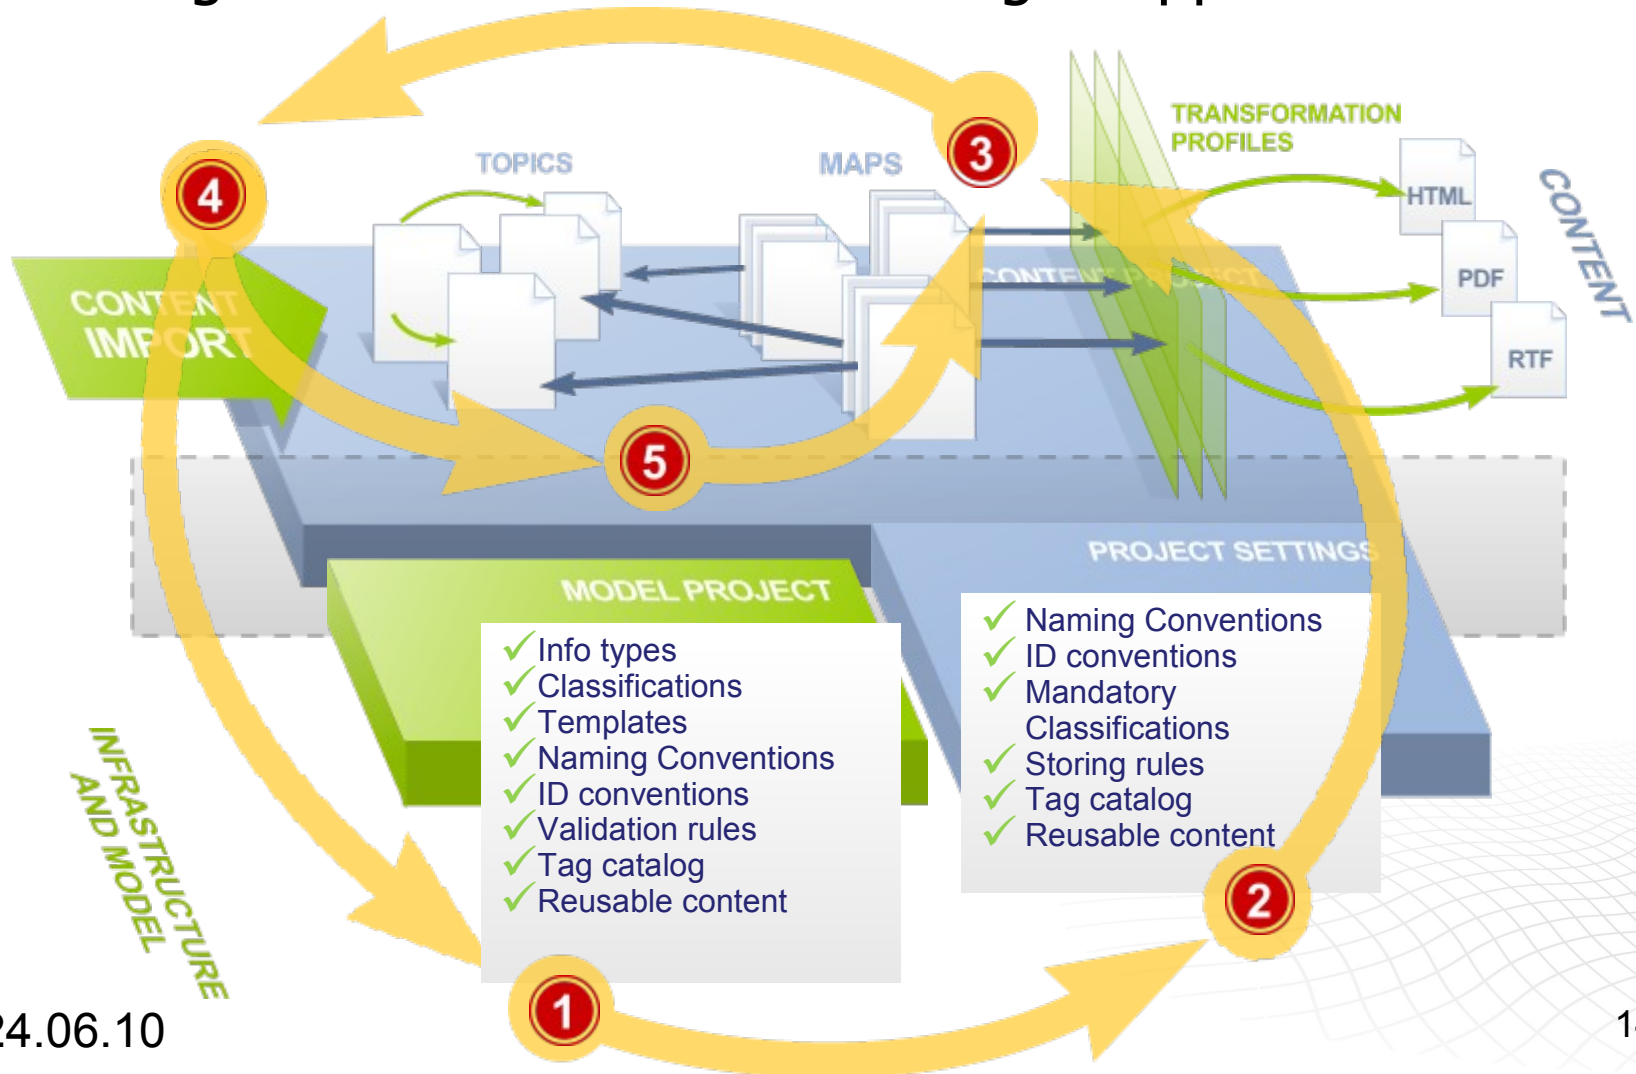 TRANSFORMATION
PROFILES
3
TOPICS
MAPS
4
HTML
CONTENT
PDF
CONTENT PROJECT
CONTENT
IMPORT
RTF
5
PROJECT SETTINGS
MODEL PROJECT
Info types
Classifications
Templates
Naming Conventions
ID conventions
Validation rules
Tag catalog
Reusable content
Naming Conventions
ID conventions
Mandatory
Classifications
Storing rules
Tag catalog
Reusable content
INFRASTRUCTURE
AND MODEL
2
1
24.06.10